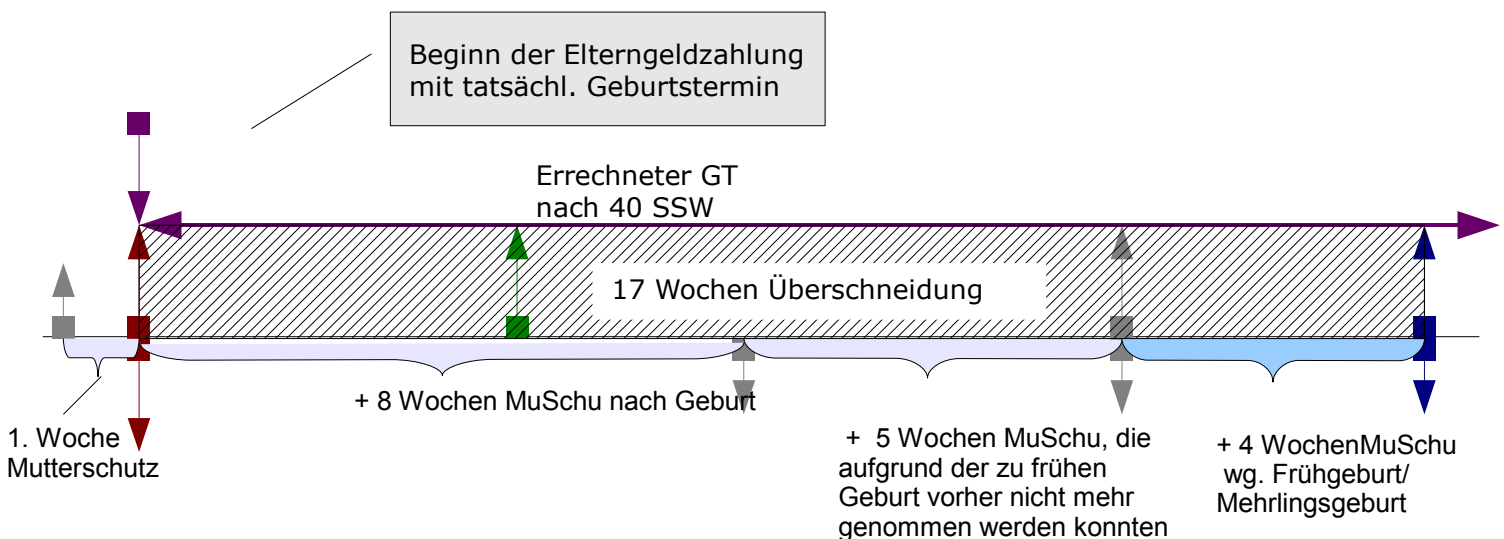 Beginn der Elterngeldzahlung
mit tatsächl. Geburtstermin
Errechneter GT
nach 40 SSW
17 Wochen Überschneidung
1. Woche
Mutterschutz
+ 8 Wochen MuSchu nach Geburt
+ 5 Wochen MuSchu, die
aufgrund der zu frühen
Geburt vorher nicht mehr
genommen werden konnten
+ 4 WochenMuSchu
wg. Frühgeburt/
Mehrlingsgeburt